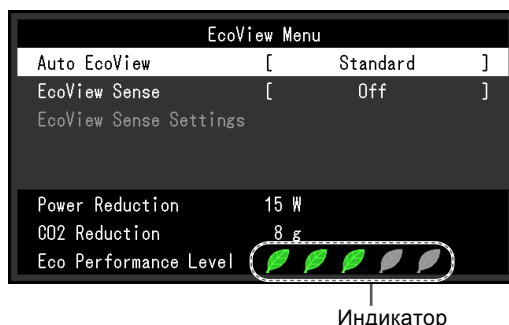 EcoView Menu
Auto EcoView [ Standard ]
EcoView Sense [ Off ]
EcoView Sense Settings
Power Reduction 15 W
CO2 Reduction 8 g
Eco Performance Level
Индикатор